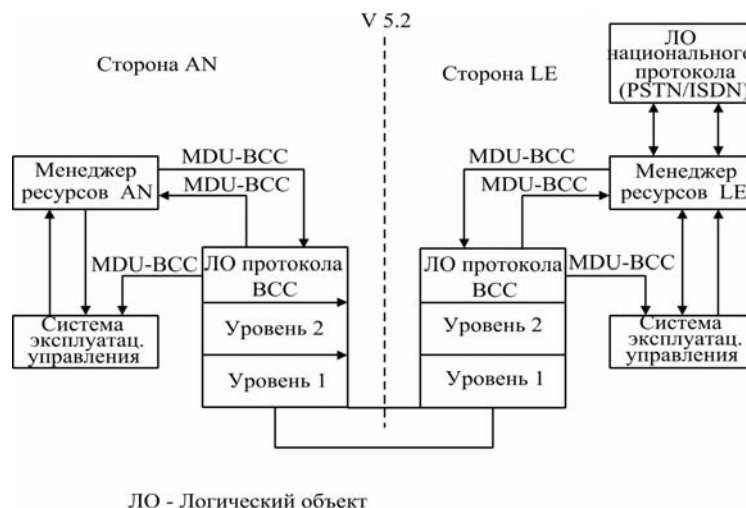 V 5.2
Сторона AN
Сторона LE
ЛО
национального
протокола
(PSTN/ISDN)
MDU-BCC
MDU-BCC
Менеджер
ресурсов AN
MDU-BCC
MDU-BCC
Менеджер
ресурсов LE
MDU-BCC
ЛО протокола
BCC
Уровень 2
Уровень 1
Система
эксплуатац.
управления
ЛО протокола
BCC
Уровень 2
Уровень 1
MDU-BCC
Система
эксплуатац.
управления
ЛО - Логический объект